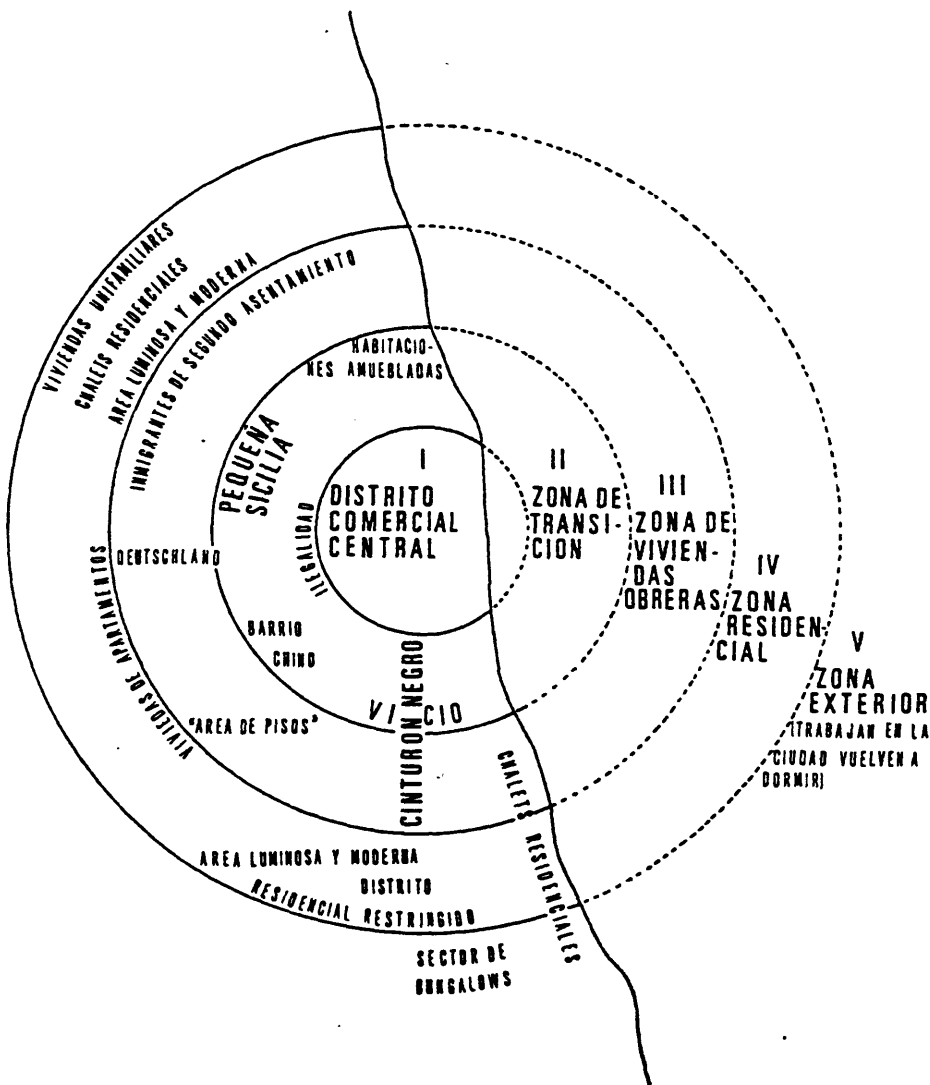 VIVIENDAS UNIFAMILIARES
CHALETS RESIDENCIALES
AREA LUMINOSA Y MODERNA
INMIGRANTES DE SEGUNDO ASENTAMIENTO
HABITACIO-
NES AMUEBLADAS
PEQUEÑA
SICILIA
ILEGALIDAD
I
DISTRITO
COMERCIAL
CENTRAL
II
ZONA DE
TRANSI-
CION
III
ZONA DE
VIVIEN-
DAS
OBRERAS
IV
ZONA
RESIDEN-
CIAL
V
ZONA
EXTERIOR
(TRABAJAN EN LA
CIUDAD VUELVEN A
DORMIR)
DEUTSCHLAND
BARRIO
CHINO
VIVIEDAS DE APARTAMENTOS
"AREA DE PISOS"
VICIO
CINTURON NEGRO
CHALETS RESIDENCIALES
AREA LUMINOSA Y MODERNA
DISTRITO
RESIDENCIAL RESTRINGIDO
SECTOR DE
BUNGALOWS